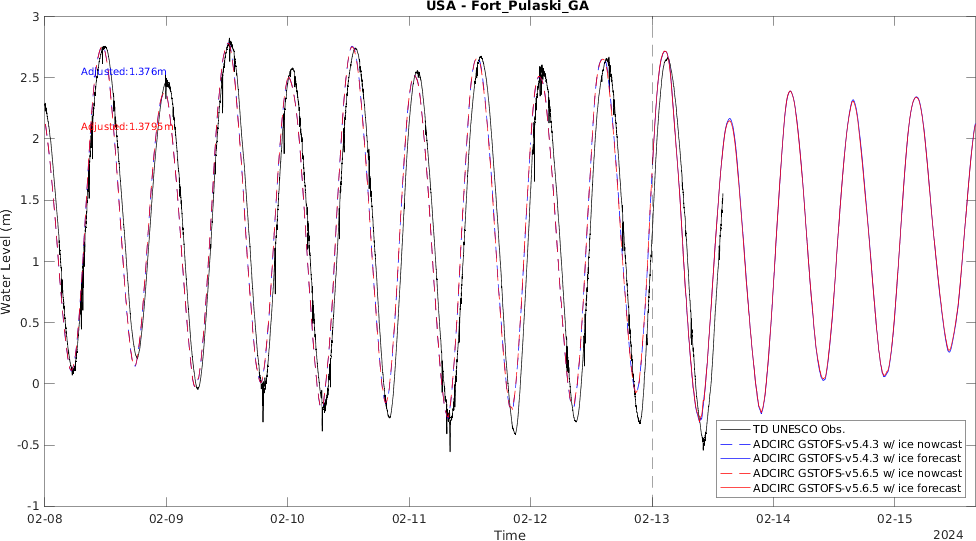 USA - Fort_Pulaski_GA
3
2.5
2
1.5
1
0.5
0
-0.5
-1
Water Level (m)
Adjusted:1.376m
Adjusted:1.3795m
TD UNESCO Obs.
ADCIRC GSTOFS-v5.4.3 w/ ice nowcast
ADCIRC GSTOFS-v5.4.3 w/ ice forecast
ADCIRC GSTOFS-v5.6.5 w/ ice nowcast
ADCIRC GSTOFS-v5.6.5 w/ ice forecast
02-08 02-09 02-10 02-11 02-12 02-13 02-14 02-15
Time
2024